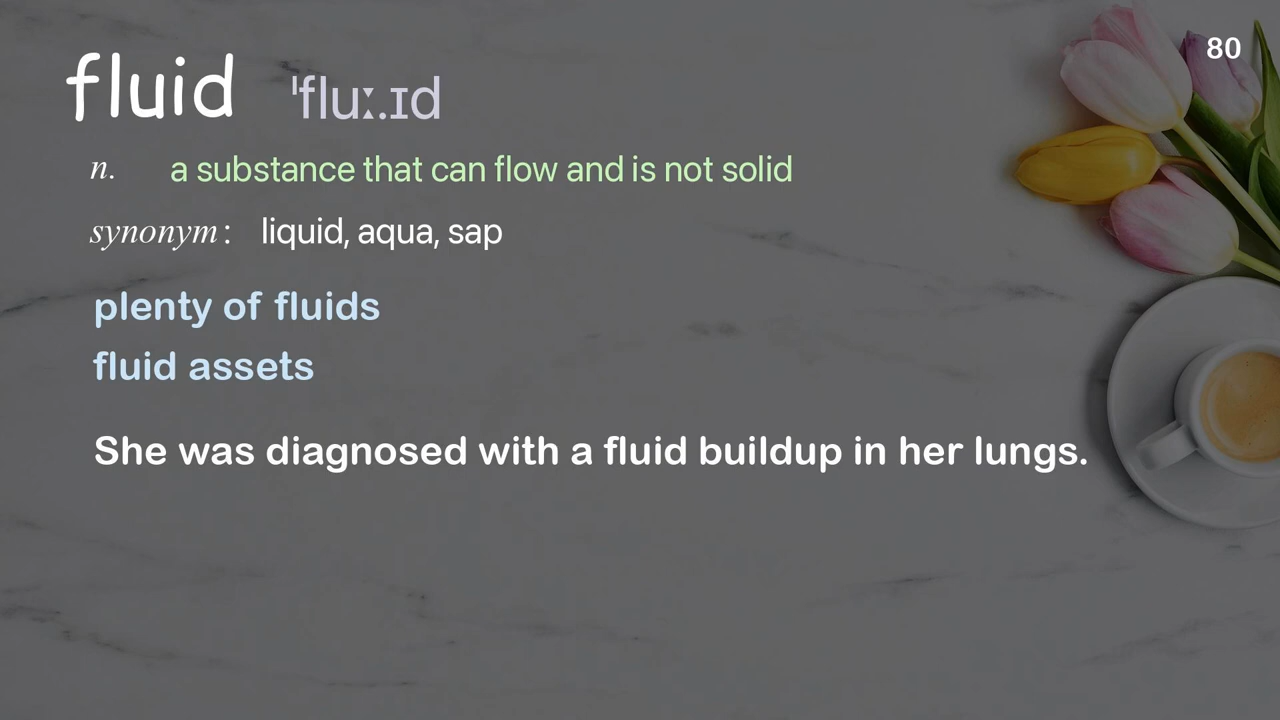 80
fluid ˈfluː.ɪd
n. a substance that can flow and is not solid
synonym: liquid, aqua, sap
plenty of fluids
fluid assets
She was diagnosed with a fluid buildup in her lungs.